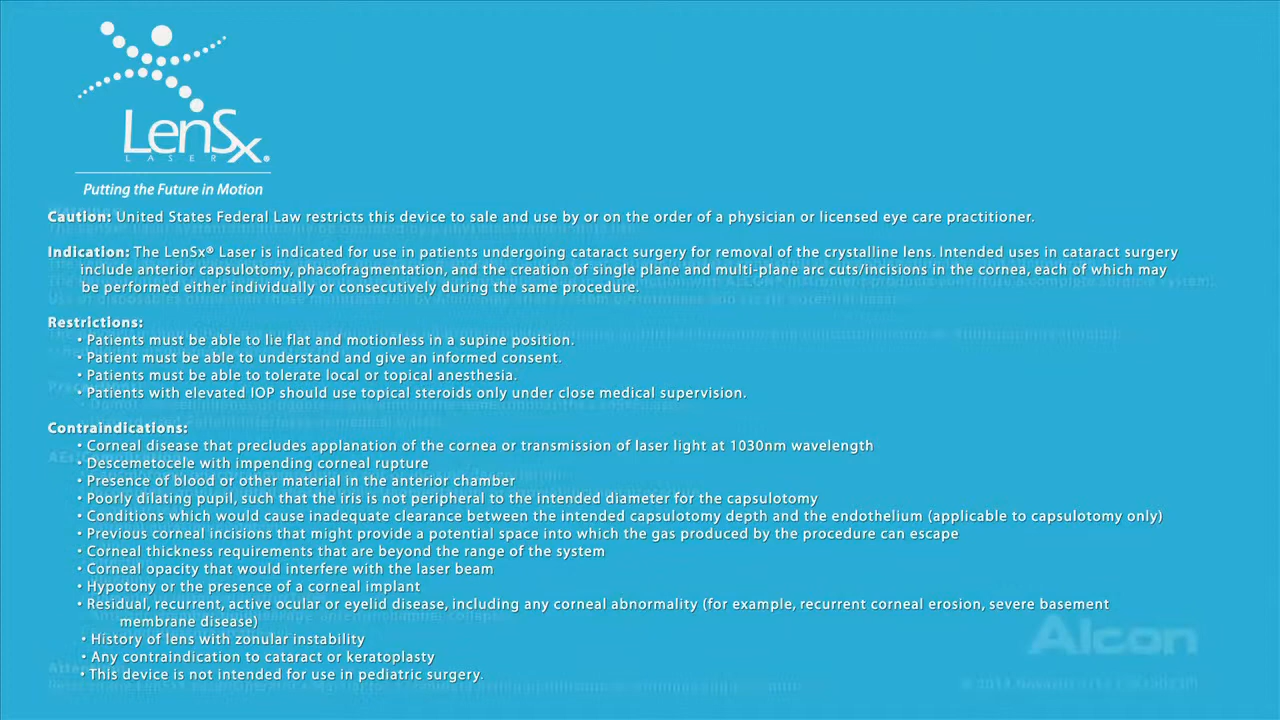 LenSx®
LASER
Putting the Future in Motion
Caution: United States Federal Law restricts this device to sale and use by or on the order of a physician or licensed eye care practitioner.
Indication: The LenSx® Laser is indicated for use in patients undergoing cataract surgery for removal of the crystalline lens. Intended uses in cataract surgery
include anterior capsulotomy, phacofragmentation, and the creation of single plane and multi-plane arc cuts/incisions in the cornea, each of which may
be performed either individually or consecutively during the same procedure.
Restrictions:
• Patients must be able to lie flat and motionless in a supine position.
• Patient must be able to understand and give an informed consent.
• Patients must be able to tolerate local or topical anesthesia.
• Patients with elevated IOP should use topical steroids only under close medical supervision.
Contraindications:
• Corneal disease that precludes applanation of the cornea or transmission of laser light at 1030nm wavelength
• Descemetocele with impending corneal rupture
• Presence of blood or other material in the anterior chamber
• Poorly dilating pupil, such that the iris is not peripheral to the intended diameter for the capsulotomy
• Conditions which would cause inadequate clearance between the intended capsulotomy depth and the endothelium (applicable to capsulotomy only)
• Previous corneal incisions that might provide a potential space into which the gas produced by the procedure can escape
• Corneal thickness requirements that are beyond the range of the system
• Corneal opacity that would interfere with the laser beam
• Hypotony or the presence of a corneal implant
• Residual, recurrent, active ocular or eyelid disease, including any corneal abnormality (for example, recurrent corneal erosion, severe basement
membrane disease)
• History of lens with zonular instability
• Any contraindication to cataract or keratoplasty
• This device is not intended for use in pediatric surgery.
Alcon